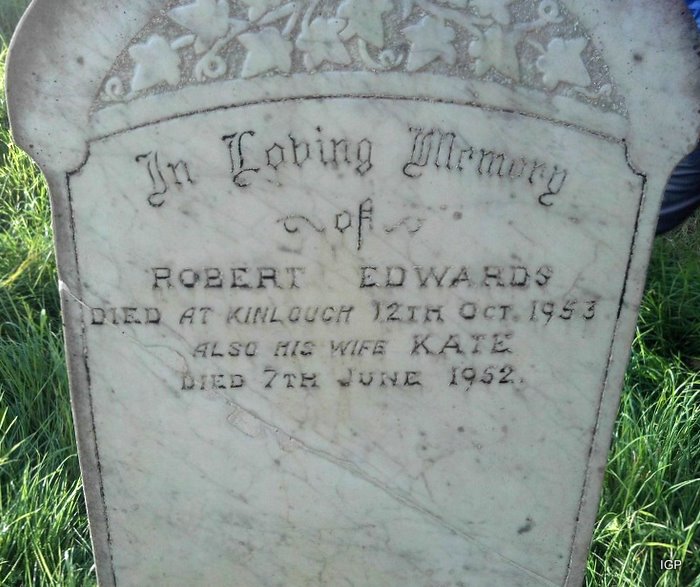 In Loving Memory
of
ROBERT EDWARDS
DIED AT KINLOUGH 12TH OCT. 1953
ALSO HIS WIFE KATE
DIED 7TH JUNE 1952.
IGP